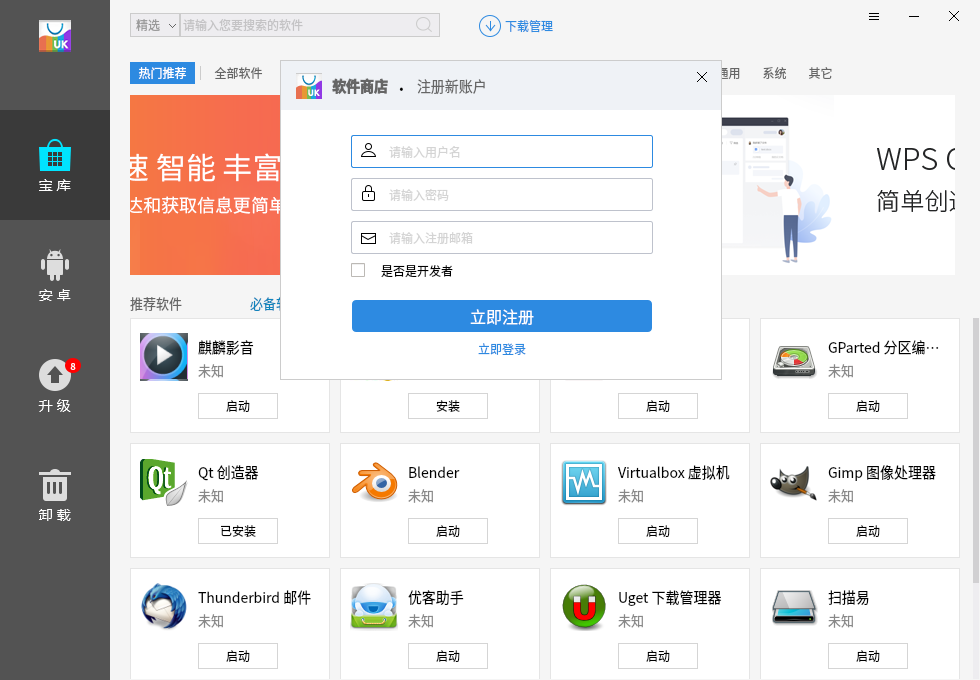 UK
精选
请输入您要搜索的软件
下载管理
热门推荐
全部软件
通用
系统
其它
UK
软件商店 · 注册新账户
请输入用户名
请输入密码
请输入注册邮箱
是否是开发者
立即注册
立即登录
速 智能 丰富
达和获取信息更简单
WPS
简单创
宝库
安卓
8
升级
卸载
推荐软件
必备软
麒麟影音
未知
启动
安装
启动
GParted 分区编…
未知
启动
Qt
Qt 创造器
未知
已安装
Blender
未知
启动
Virtualbox 虚拟机
未知
启动
Gimp 图像处理器
未知
启动
Thunderbird 邮件
未知
启动
优客助手
未知
启动
Uget 下载管理器
未知
启动
扫描易
未知
启动